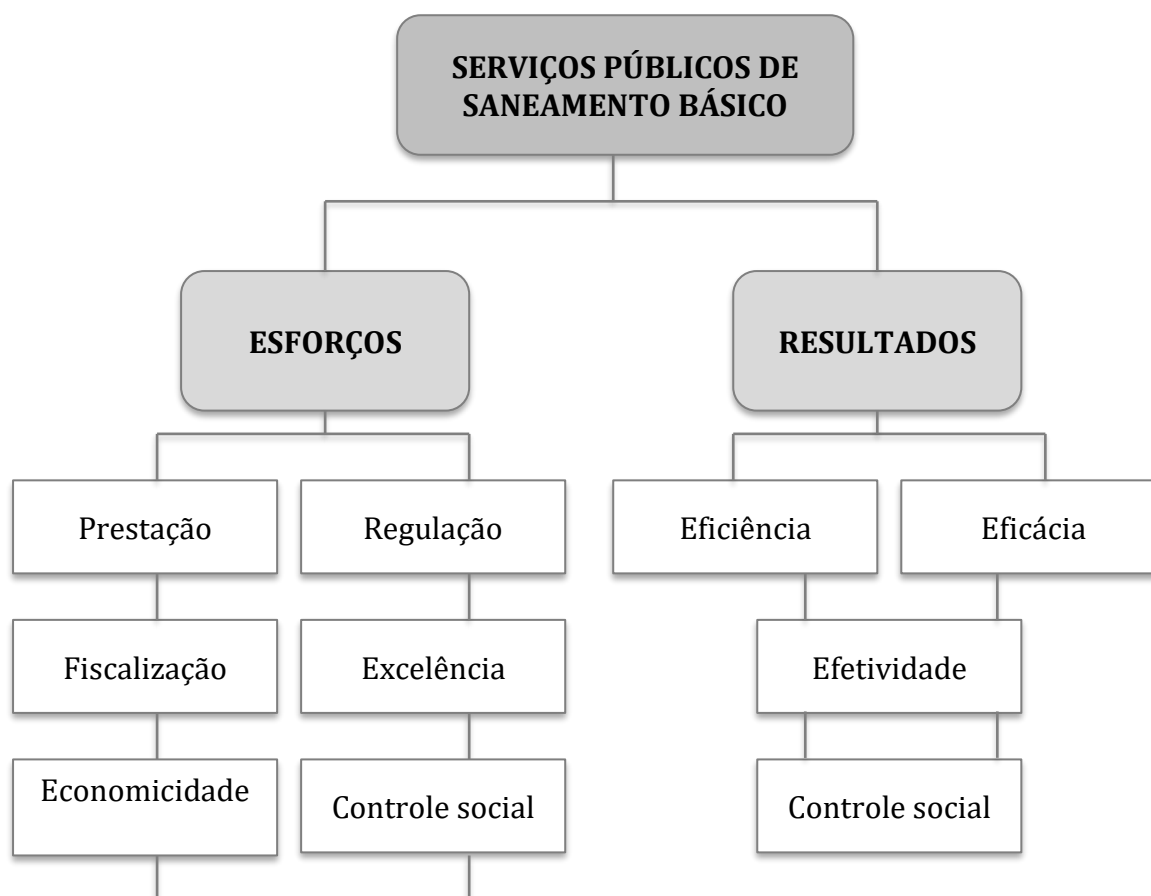 SERVIÇOS PÚBLICOS DE
SANEAMENTO BÁSICO
ESFORÇOS
RESULTADOS
Prestação
Regulação
Eficiência
Eficácia
Fiscalização
Excelência
Efetividade
Economicidade
Controle social
Controle social